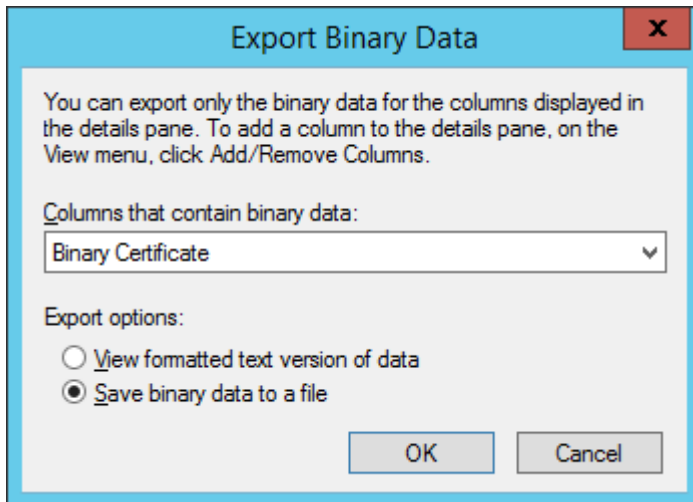 Export Binary Data
x
You can export only the binary data for the columns displayed in
the details pane. To add a column to the details pane, on the
View menu, click Add/Remove Columns.
Columns that contain binary data:
Binary Certificate
Export options:
View formatted text version of data
Save binary data to a file
OK Cancel